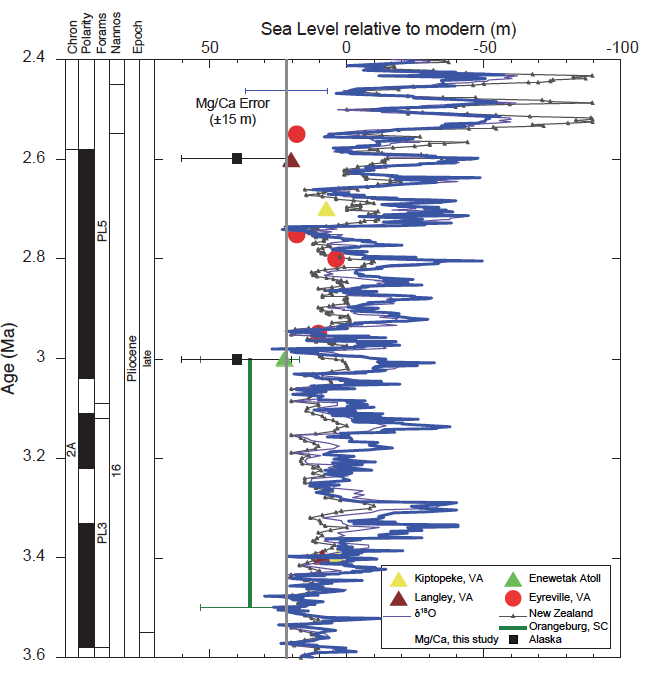 Chron
Polarity
Forams
Nannos
Epoch
Sea Level relative to modern (m)
50 0 -50 -100
2.4
2.6
2.8
3
3.2
3.4
3.6
Age (Ma)
Mg/Ca Error
(±15 m)
2A
PL5
PL3
16
Pliocene
late
Kiptopeke, VA
Enewetak Atoll
Langley, VA
Eyreville, VA
δ¹⁸O
New Zealand
Orangeburg, SC
Mg/Ca, this study
Alaska